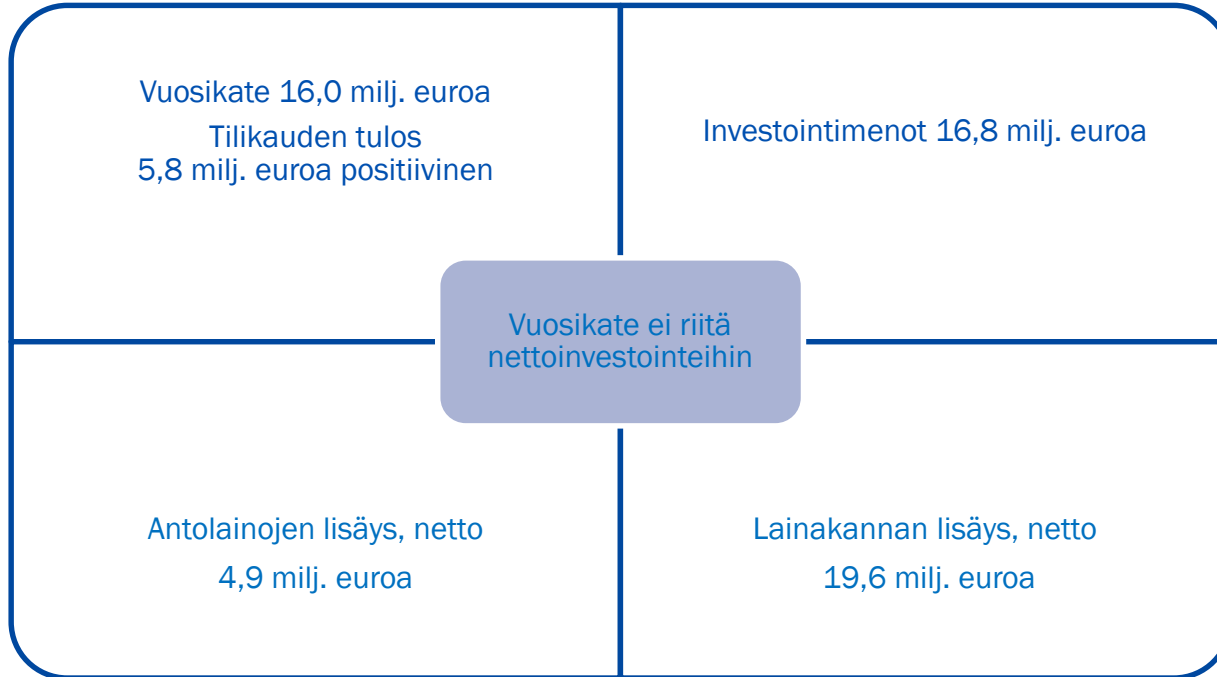 Vuosikate 16,0 milj. euroa
Tilikauden tulos
5,8 milj. euroa positiivinen
Investointimenot 16,8 milj. euroa
Vuosikate ei riitä
nettoinvestointeihin
Antolainojen lisäys, netto
4,9 milj. euroa
Lainakannan lisäys, netto
19,6 milj. euroa